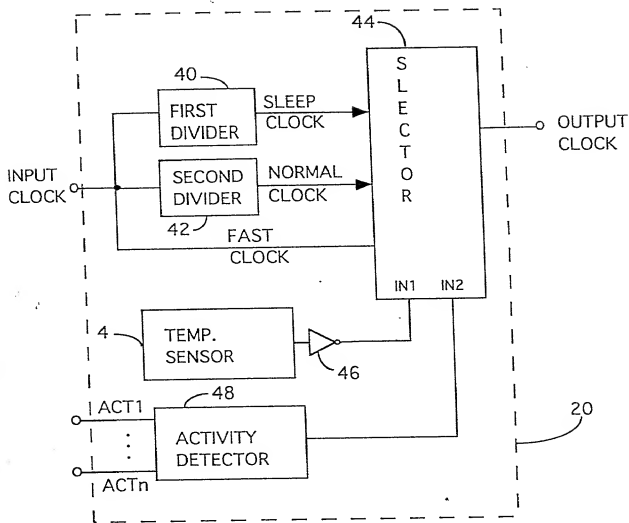 44
40
FIRST
DIVIDER
SLEEP
CLOCK
SLECTOR
OUTPUT
CLOCK
INPUT
CLOCK
SECOND
DIVIDER
NORMAL
CLOCK
42
FAST
CLOCK
IN1 IN2
4
TEMP.
SENSOR
46
48
ACT1
ACTIVITY
DETECTOR
ACTn
20